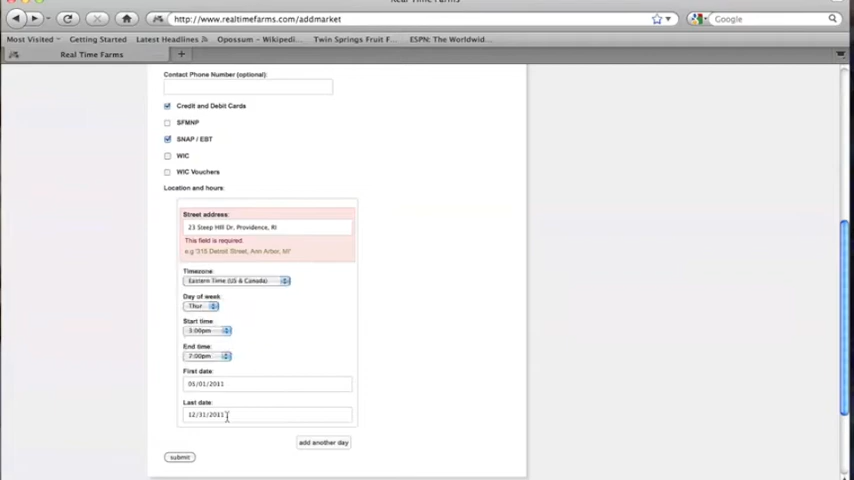 Real Time Farms
http://www.realtimefarms.com/addmarket
Google
Most Visited
Getting Started
Latest Headlines
Opossum - Wikipedi...
Twin Springs Fruit F...
ESPN: The Worldwid...
Real Time Farms
Contact Phone Number (optional):
Credit and Debit Cards
SFMNP
SNAP / EBT
WIC
WIC Vouchers
Location and hours:
Street address:
23 Steep Hill Dr, Providence, RI
This field is required.
e.g '315 Detroit Street, Ann Arbor, MI'
Timezone:
Eastern Time (US & Canada)
Day of week:
Thur
Start time:
3:00pm
End time:
7:00pm
First date:
05/01/2011
Last date:
12/31/2011
add another day
submit